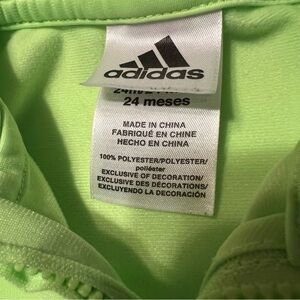 adidas
24 meses
MADE IN CHINA
FABRIQUÉ EN CHINE
HECHO EN CHINA
100% POLYESTER/POLYESTER/
poliéster
EXCLUSIVE OF DECORATION/
EXCLUSIVE DES DÉCORATIONS/
EXCLUYENDO LA DECORACIÓN